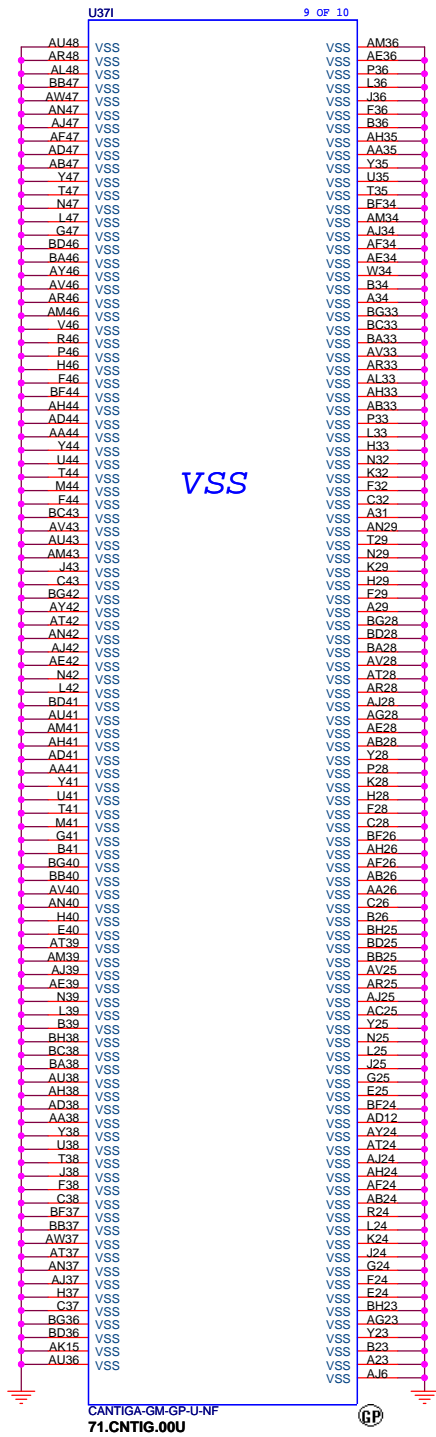 U37I 9 OF 10
AU48 VSS VSS AM36
AR48 VSS VSS AE36
AL48 VSS VSS P36
BB47 VSS VSS L36
AW47 VSS VSS J36
AN47 VSS VSS F36
AJ47 VSS VSS B36
AF47 VSS VSS AH35
AD47 VSS VSS AA35
AB47 VSS VSS Y35
Y47 VSS VSS U35
T47 VSS VSS T35
N47 VSS VSS BF34
L47 VSS VSS AM34
G47 VSS VSS AJ34
BD46 VSS VSS AF34
BA46 VSS VSS AE34
AY46 VSS VSS W34
AV46 VSS VSS B34
AR46 VSS VSS A34
AM46 VSS VSS BG33
V46 VSS VSS BC33
R46 VSS VSS BA33
P46 VSS VSS AV33
H46 VSS VSS AR33
F46 VSS VSS AL33
BF44 VSS VSS AH33
AH44 VSS VSS AB33
AD44 VSS VSS P33
AA44 VSS VSS L33
Y44 VSS VSS H33
U44 VSS VSS N32
T44 VSS VSS K32
VSS
M44 VSS VSS F32
F44 VSS VSS C32
BC43 VSS VSS A31
AV43 VSS VSS AN29
AU43 VSS VSS T29
AM43 VSS VSS N29
J43 VSS VSS K29
C43 VSS VSS H29
BG42 VSS VSS F29
AY42 VSS VSS A29
AT42 VSS VSS BG28
AN42 VSS VSS BD28
AJ42 VSS VSS BA28
AE42 VSS VSS AV28
N42 VSS VSS AT28
L42 VSS VSS AR28
BD41 VSS VSS AJ28
AU41 VSS VSS AG28
AM41 VSS VSS AE28
AH41 VSS VSS AB28
AD41 VSS VSS Y28
AA41 VSS VSS P28
Y41 VSS VSS K28
U41 VSS VSS H28
T41 VSS VSS F28
M41 VSS VSS C28
G41 VSS VSS BF26
B41 VSS VSS AH26
BG40 VSS VSS AF26
BB40 VSS VSS AB26
AV40 VSS VSS AA26
AN40 VSS VSS C26
H40 VSS VSS B26
E40 VSS VSS BH25
AT39 VSS VSS BD25
AM39 VSS VSS BB25
AJ39 VSS VSS AV25
AE39 VSS VSS AR25
N39 VSS VSS AJ25
L39 VSS VSS AC25
B39 VSS VSS Y25
BH38 VSS VSS N25
BC38 VSS VSS L25
BA38 VSS VSS J25
AU38 VSS VSS G25
AH38 VSS VSS E25
AD38 VSS VSS BF24
AA38 VSS VSS AD12
Y38 VSS VSS AY24
U38 VSS VSS AT24
T38 VSS VSS AJ24
J38 VSS VSS AH24
F38 VSS VSS AF24
C38 VSS VSS AB24
BF37 VSS VSS R24
BB37 VSS VSS L24
AW37 VSS VSS K24
AT37 VSS VSS J24
AN37 VSS VSS G24
AJ37 VSS VSS F24
H37 VSS VSS E24
C37 VSS VSS BH23
BG36 VSS VSS AG23
BD36 VSS VSS Y23
AK15 VSS VSS B23
AU36 VSS VSS A23
VSS AJ6
CANTIGA-GM-GP-U-NF
71.CNTIG.00U
GP